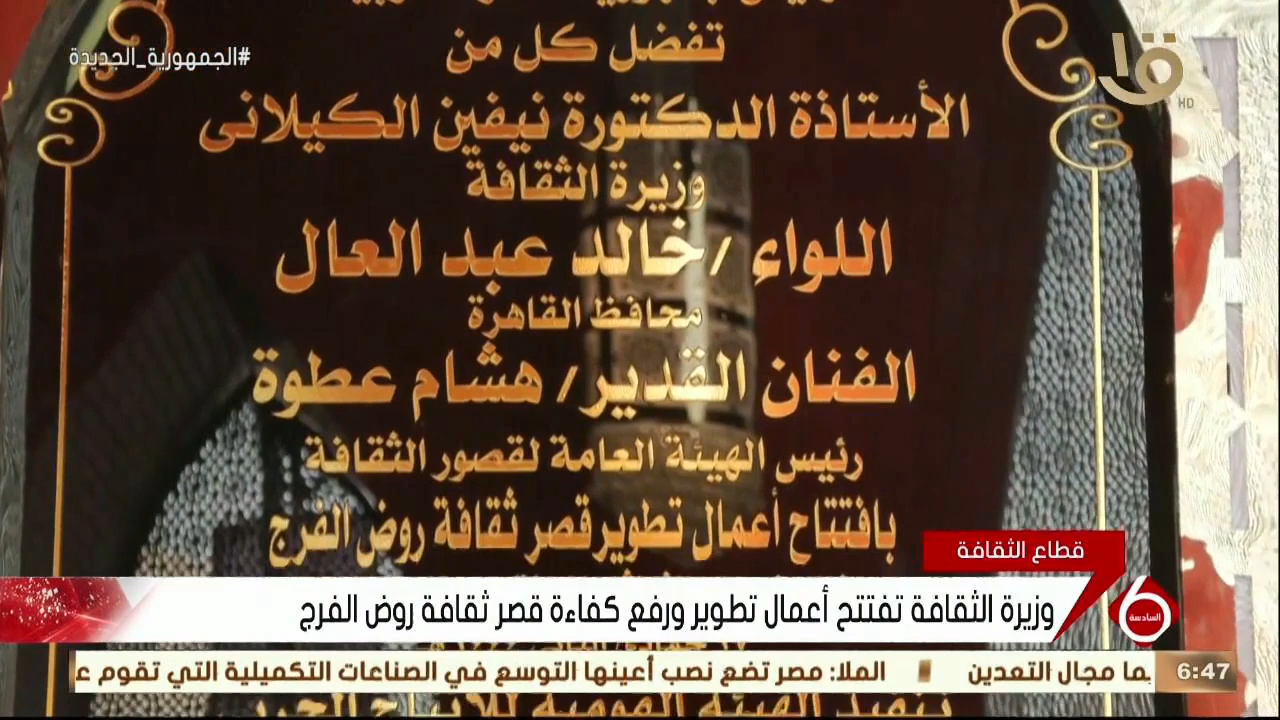 #الجمهورية_الجديدة
HD
تفضل كل من
الأستاذة الدكتورة نيفين الكيلانى
وزيرة الثقافة
اللواء / خالد عبد العال
محافظ القاهرة
الفنان القدير / هشام عطوة
رئيس الهيئة العامة لقصور الثقافة
بافتتاح أعمال تطوير قصر ثقافة روض الفرج
قطاع الثقافة
وزيرة الثقافة تفتتح أعمال تطوير ورفع كفاءة قصر ثقافة روض الفرج
6 السادسة
مجال التعدين
الملا: مصر تضع نصب أعينها التوسع في الصناعات التكميلية التي تقوم
6:47